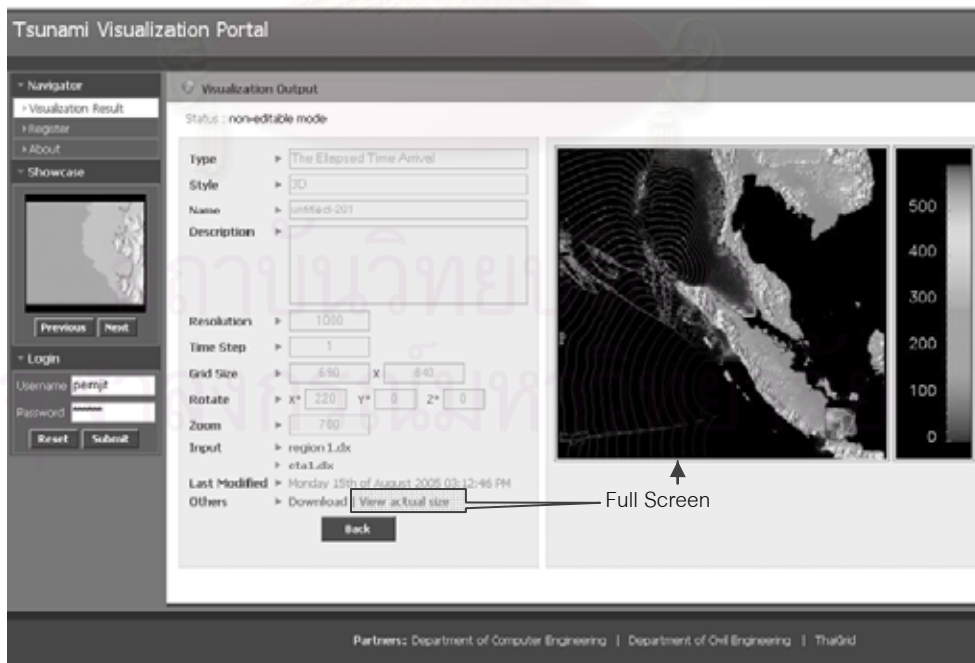 Tsunami Visualization Portal
Navigator
Visualization Result
Register
About
Showcase
Previous Next
Login
Username pernjit
Password
Reset Submit
Visualization Output
Status : non-editable mode
Type The Elapsed Time Arrival
Style 3D
Name untitled-201
Description
Resolution 1000
Time Step 1
Grid Size 690 X 840
Rotate X° 220 Y° 0 Z° 0
Zoom 700
Input region1.dx
eta1.dx
Last Modified Monday 15th of August 2005 03:12:46 PM
Others Download | View actual size
Back
500
400
300
200
100
0
Full Screen
Partners: Department of Computer Engineering | Department of Civil Engineering | ThaiGrid